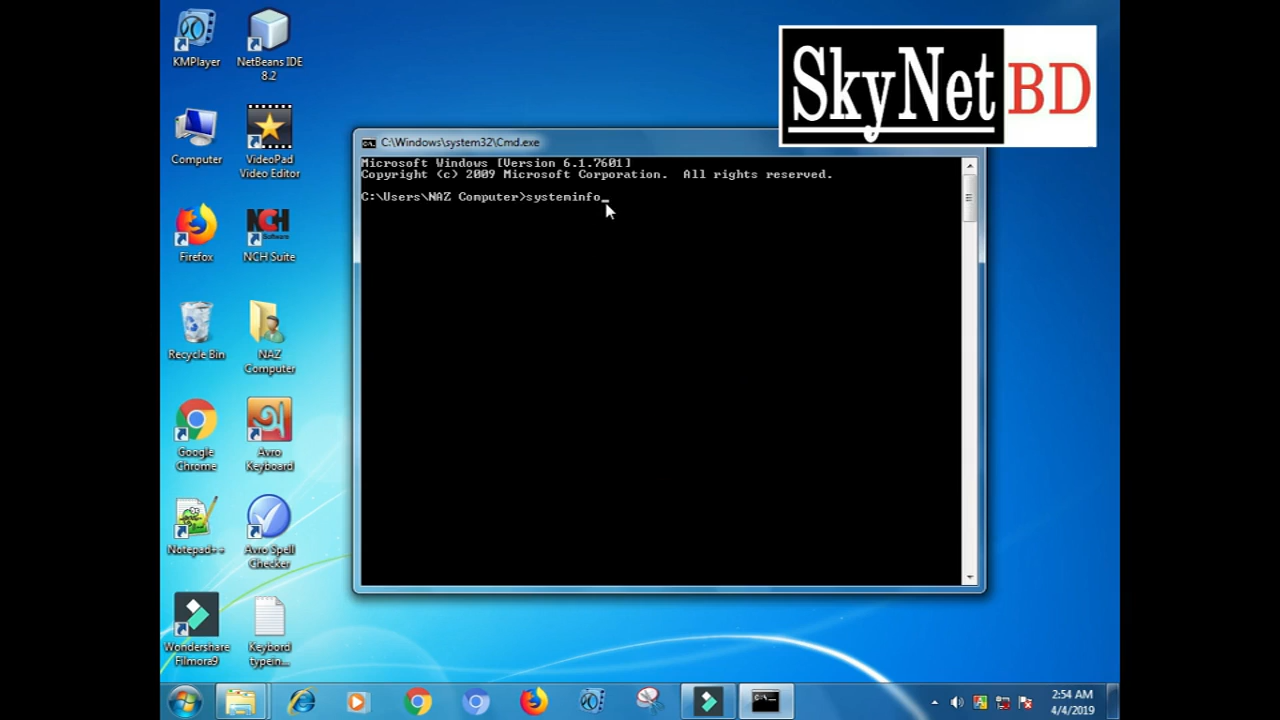 KMPlayer
NetBeans IDE
8.2
Computer
VideoPad
Video Editor
Firefox
NCH
Software
NCH Suite
Recycle Bin
NAZ
Computer
Google
Chrome
Avro
Keyboard
Notepad++
Avro Spell
Checker
Wondershare
Filmora9
Keybord
typein...
SkyNet BD
C:\Windows\system32\Cmd.exe
Microsoft Windows [Version 6.1.7601]
Copyright (c) 2009 Microsoft Corporation.  All rights reserved.
C:\Users\NAZ Computer>systeminfo_
2:54 AM
4/4/2019